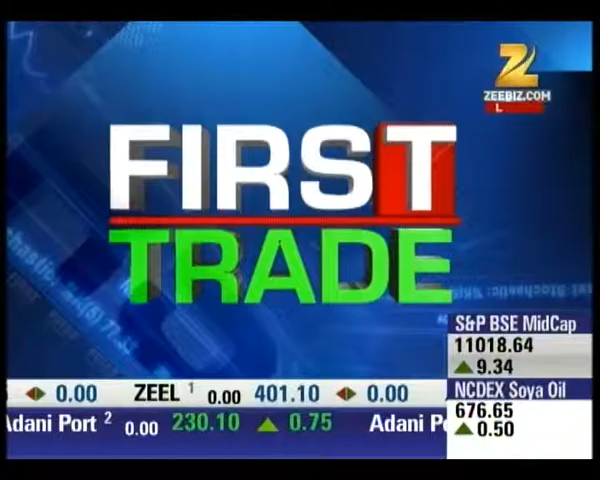 ZEEBIZ.COM
L
FIRST
TRADE
S&P BSE MidCap
11018.64
9.34
NCDEX Soya Oil
676.65
0.50
0.00 ZEEL 1 0.00 401.10 0.00
Adani Port 2 0.00 230.10 0.75 Adani Po